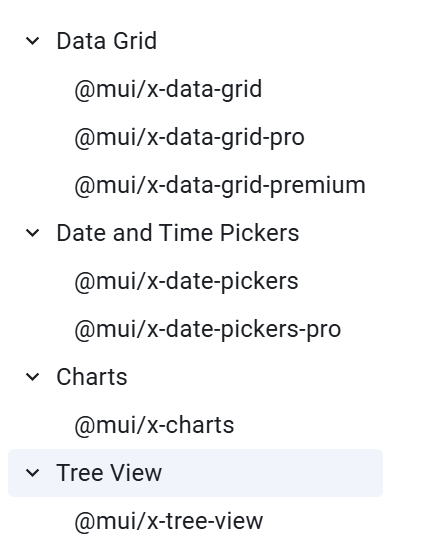 Data Grid
@mui/x-data-grid
@mui/x-data-grid-pro
@mui/x-data-grid-premium
Date and Time Pickers
@mui/x-date-pickers
@mui/x-date-pickers-pro
Charts
@mui/x-charts
Tree View
@mui/x-tree-view